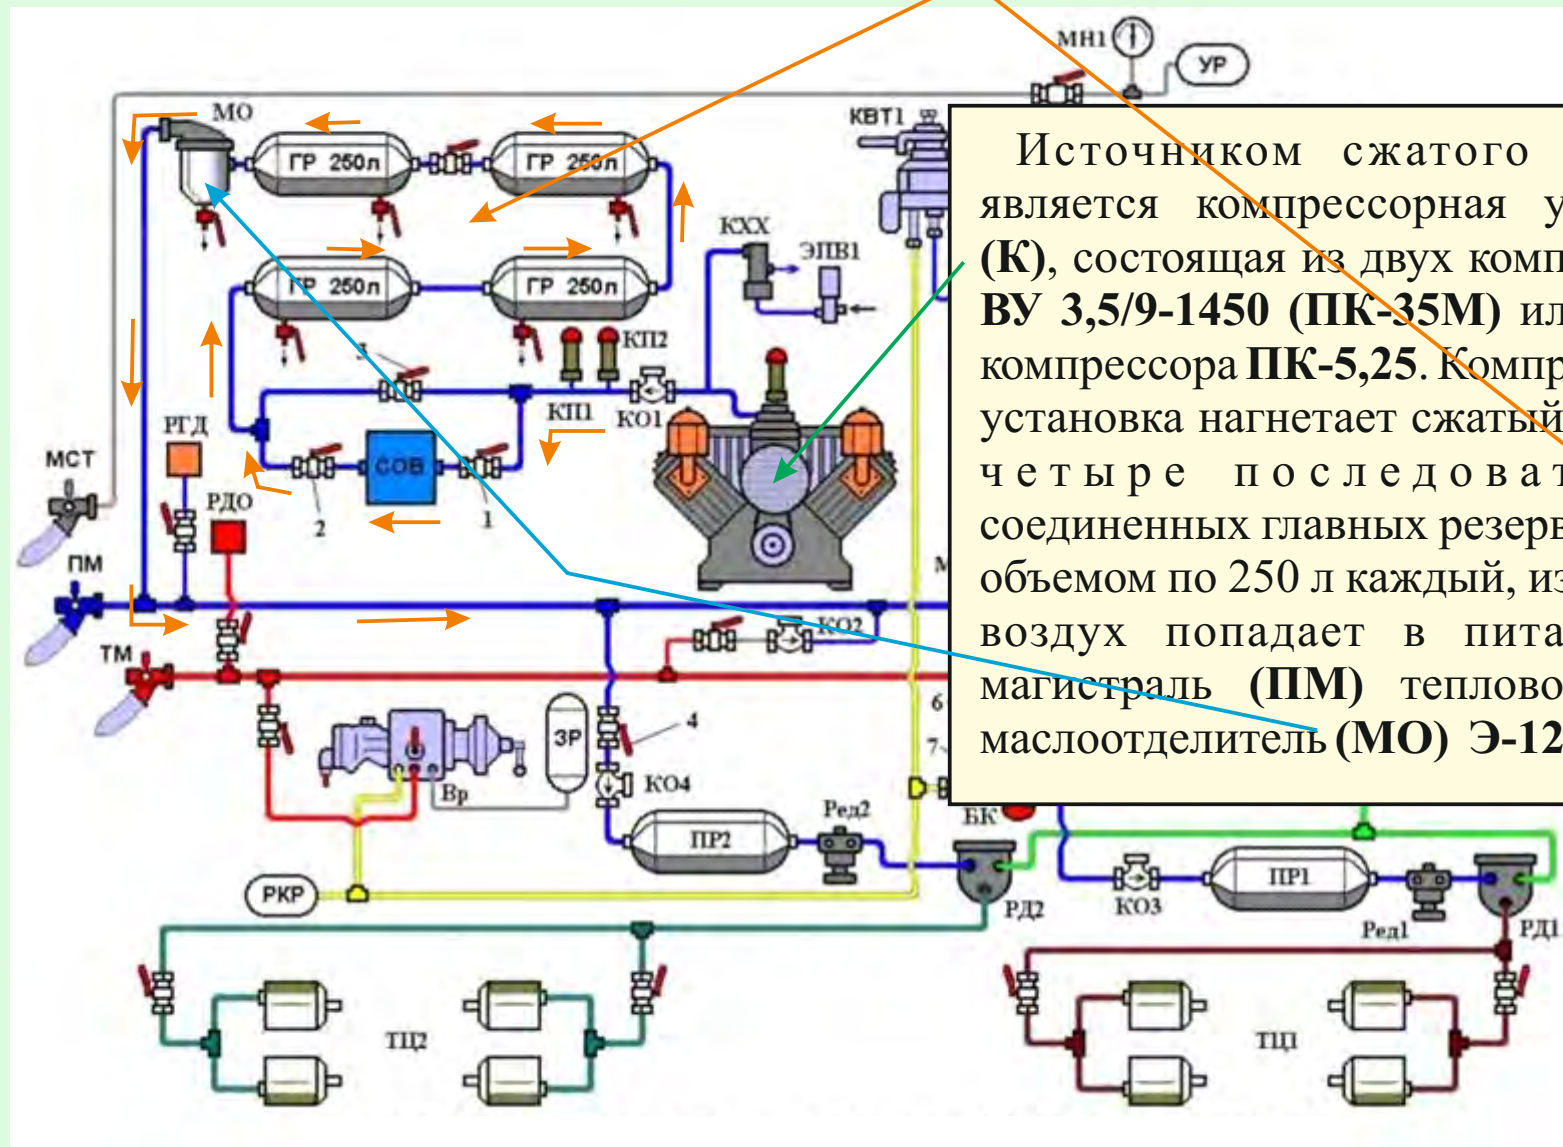 МН1
УР
МО
КВТ1
ГР 250л
ГР 250л
КХХ
ЭПВ1
ГР 250л
ГР 250л
3
КП2
КП1
КО1
РГД
МСТ
СОВ
РДО
2
1
ПМ
КО2
ТМ
6
4
ЗР
7
Вр
КО4
Ред2
БК
ПР2
ПР1
РКР
РД2
КО3
Ред1
РД1
ТЦ2
ТЦ1
Источником сжатого
является компрессорная у
(К), состоящая из двух комп
ВУ 3,5/9-1450 (ПК-35М) ил
компрессора ПК-5,25. Компр
установка нагнетает сжатый
четыре последоват
соединенных главных резерв
объемом по 250 л каждый, из
воздух попадает в пита
магистраль (ПМ) теплово
маслоотделитель (МО) Э-12